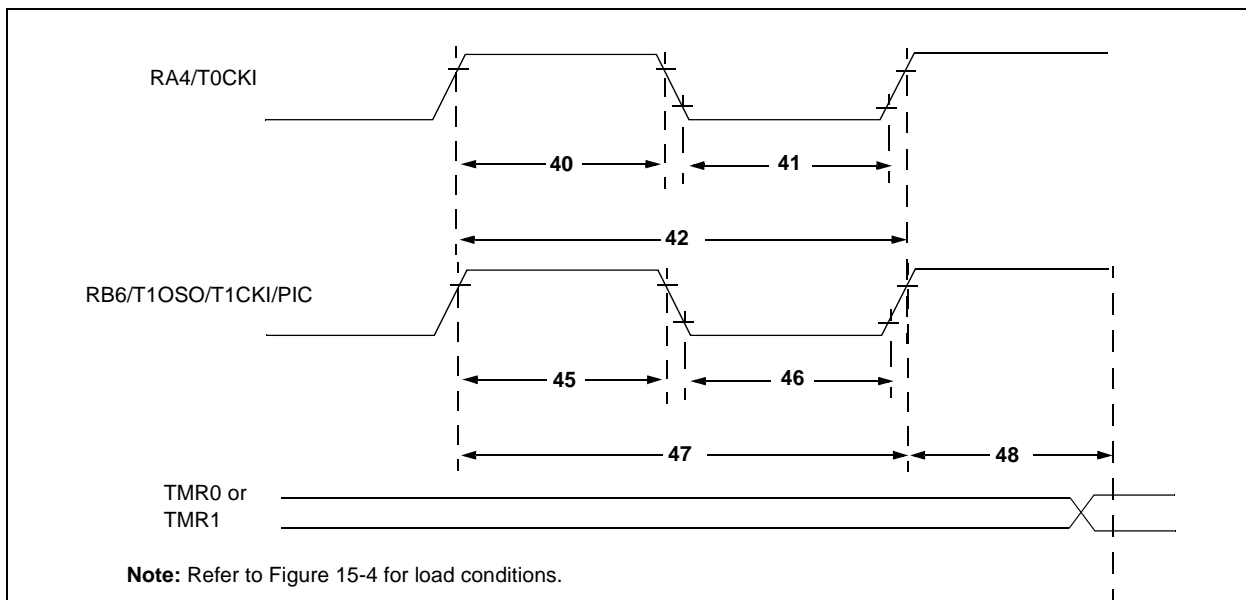 RA4/T0CKI
40
41
42
RB6/T1OSO/T1CKI/PIC
45
46
47
48
TMR0 or
TMR1
Note: Refer to Figure 15-4 for load conditions.